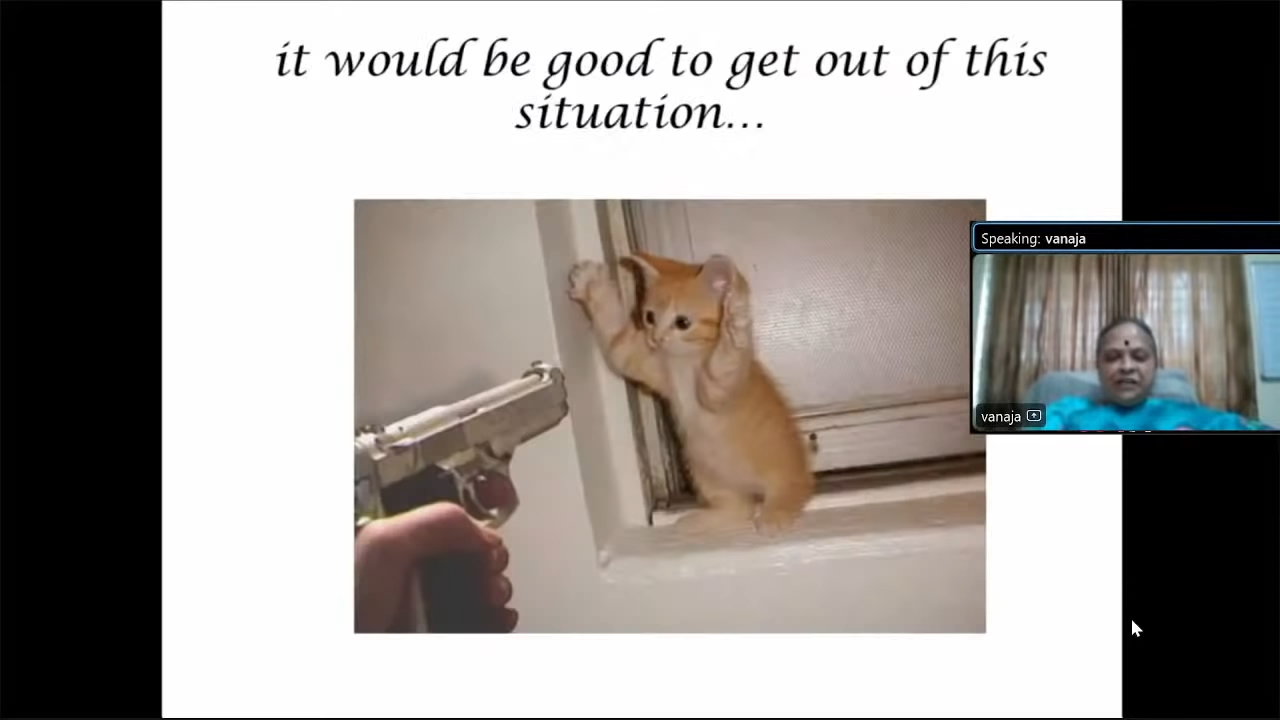 it would be good to get out of this
situation...
Speaking: vanaja
vanaja